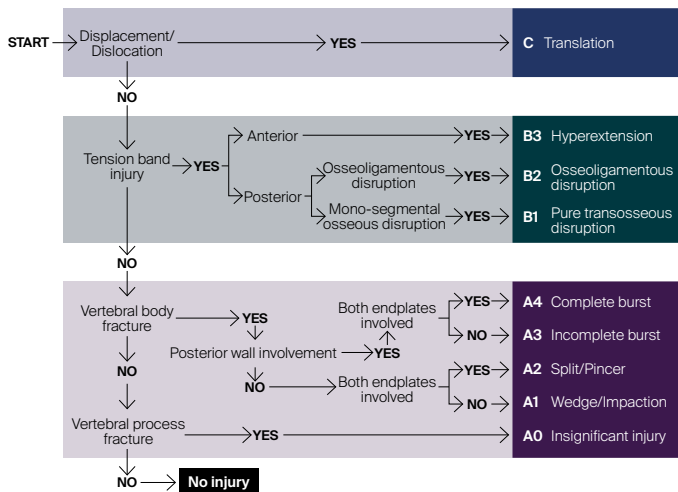 START
Displacement/
Dislocation
YES
C Translation
NO
Tension band
injury
YES
Anterior
YES
B3 Hyperextension
Posterior
Osseoligamentous
disruption
YES
B2 Osseoligamentous
disruption
Mono-segmental
osseous disruption
YES
B1 Pure transosseous
disruption
NO
Vertebral body
fracture
YES
Posterior wall involvement
YES
Both endplates
involved
YES
A4 Complete burst
NO
A3 Incomplete burst
NO
Both endplates
involved
YES
A2 Split/Pincer
NO
A1 Wedge/Impaction
NO
Vertebral process
fracture
YES
A0 Insignificant injury
NO
No injury